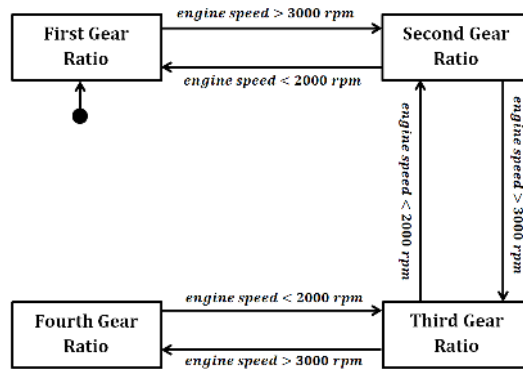 First Gear
Ratio
engine speed > 3000 rpm
engine speed < 2000 rpm
Second Gear
Ratio
engine speed < 2000 rpm
engine speed > 3000 rpm
Fourth Gear
Ratio
engine speed < 2000 rpm
engine speed > 3000 rpm
Third Gear
Ratio